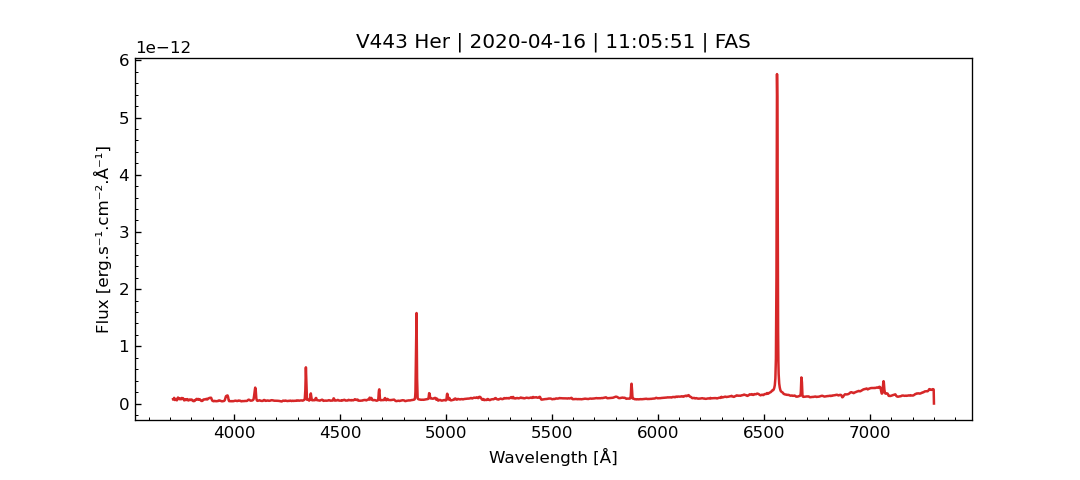 V443 Her | 2020-04-16 | 11:05:51 | FAS
1e−12
6
5
4
3
2
1
0
Flux [erg.s⁻¹.cm⁻².Å⁻¹]
4000 4500 5000 5500 6000 6500 7000
Wavelength [Å]